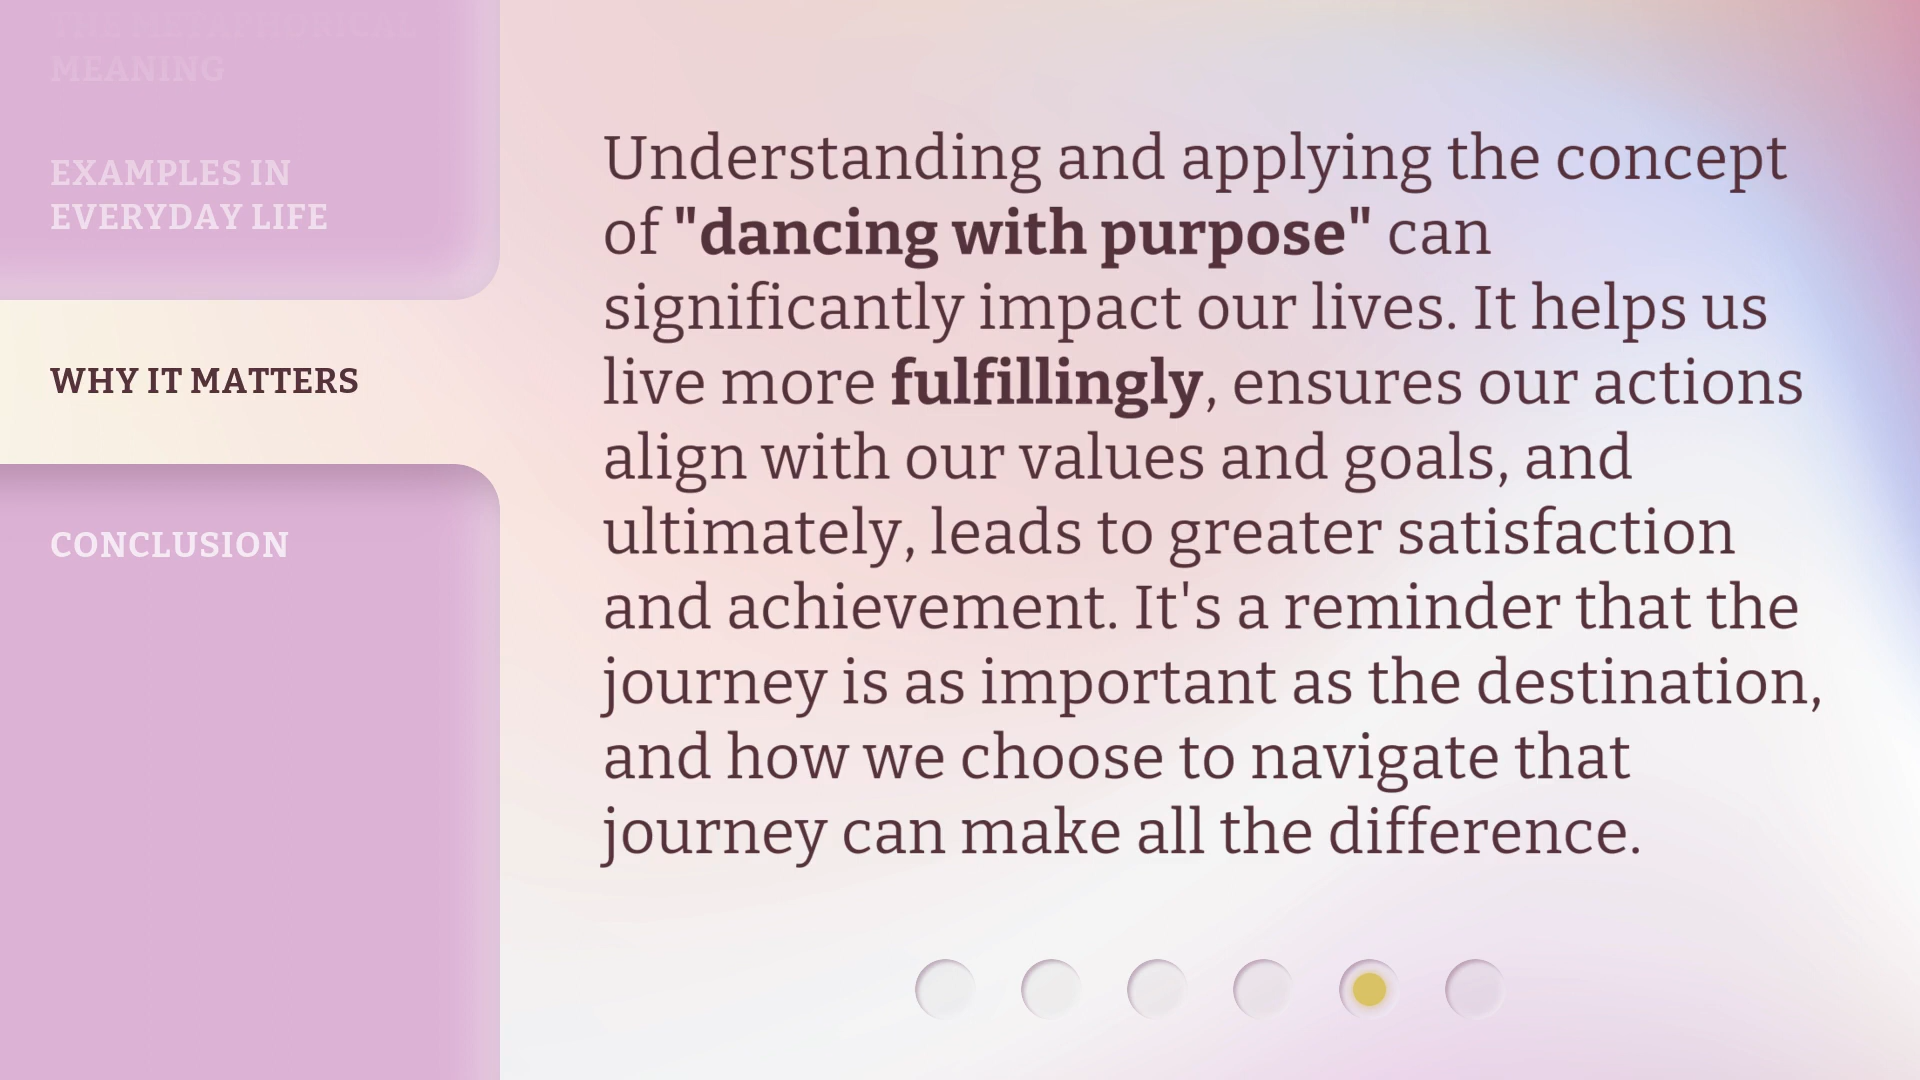 THE METAPHORICAL
MEANING
EXAMPLES IN
EVERYDAY LIFE
WHY IT MATTERS
CONCLUSION
Understanding and applying the concept
of "dancing with purpose" can
significantly impact our lives. It helps us
live more fulfillingly, ensures our actions
align with our values and goals, and
ultimately, leads to greater satisfaction
and achievement. It's a reminder that the
journey is as important as the destination,
and how we choose to navigate that
journey can make all the difference.